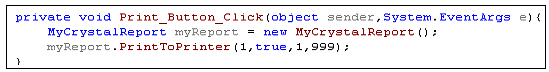 private void Print_Button_Click(object sender,System.EventArgs e){
MyCrystalReport myReport = new MyCrystalReport();
myReport.PrintToPrinter(1,true,1,999);
}